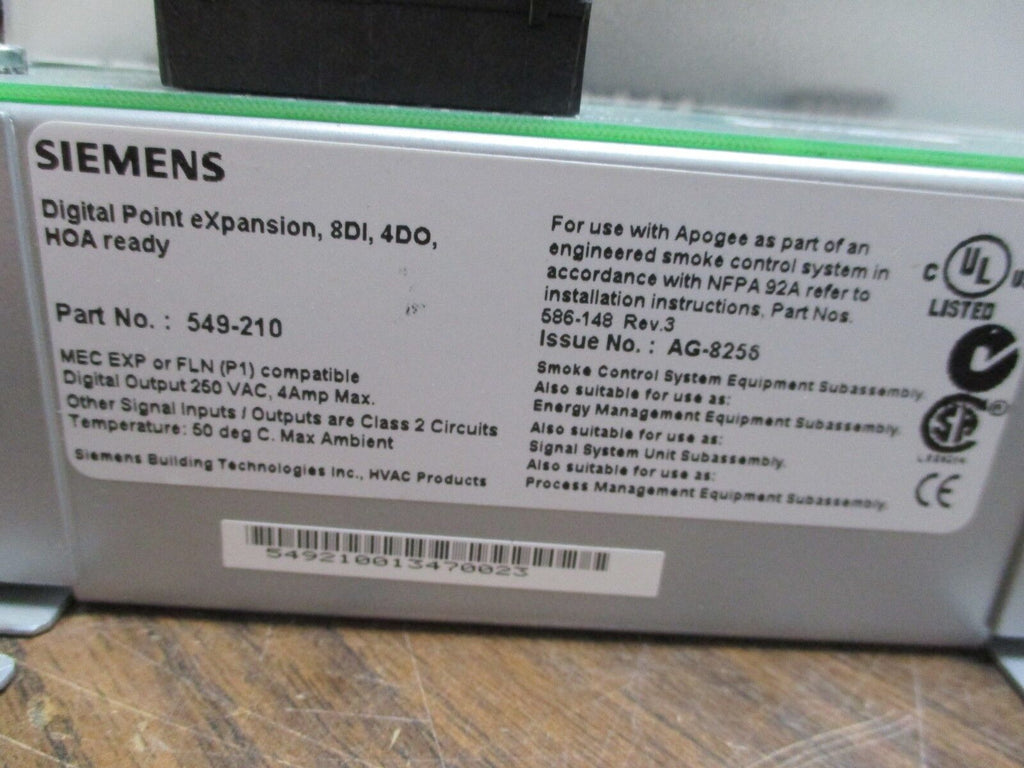 SIEMENS
Digital Point eXpansion, 8DI, 4DO,
HOA ready
Part No. : 549-210
MEC EXP or FLN (P1) compatible
Digital Output 250 VAC, 4Amp Max.
Other Signal Inputs / Outputs are Class 2 Circuits
Temperature: 50 deg C. Max Ambient
Siemens Building Technologies Inc., HVAC Products
For use with Apogee as part of an
engineered smoke control system in
accordance with NFPA 92A refer to
installation instructions, Part Nos.
586-148 Rev.3
Issue No. : AG-8256
Smoke Control System Equipment Subassembly.
Also suitable for use as:
Energy Management Equipment Subassembly.
Also suitable for use as:
Signal System Unit Subassembly.
Also suitable for use as:
Process Management Equipment Subassembly.
C UL US
LISTED
SP ®
CE
549210013470023